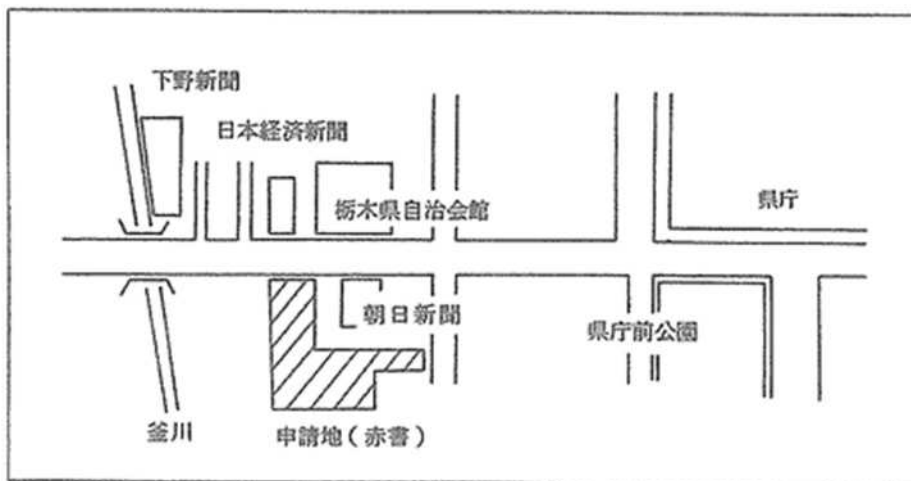 下野新聞
日本経済新聞
栃木県自治会館
県庁
朝日新聞
県庁前公園
釜川
申請地(赤書)